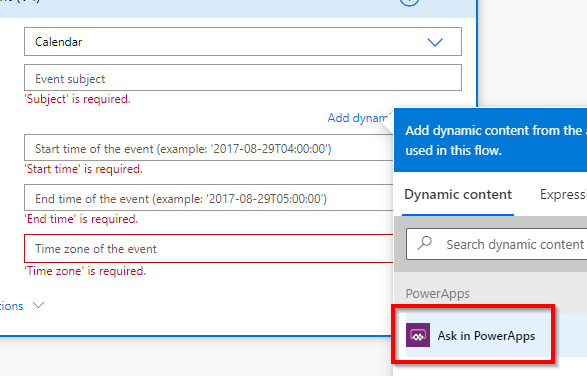 Calendar
Event subject
'Subject' is required.
Add dynam
Start time of the event (example: '2017-08-29T04:00:00')
'Start time' is required.
End time of the event (example: '2017-08-29T05:00:00')
'End time' is required.
Time zone of the event
'Time zone' is required.
tions
Add dynamic content from the a
used in this flow.
Dynamic content
Express
Search dynamic content
PowerApps
Ask in PowerApps